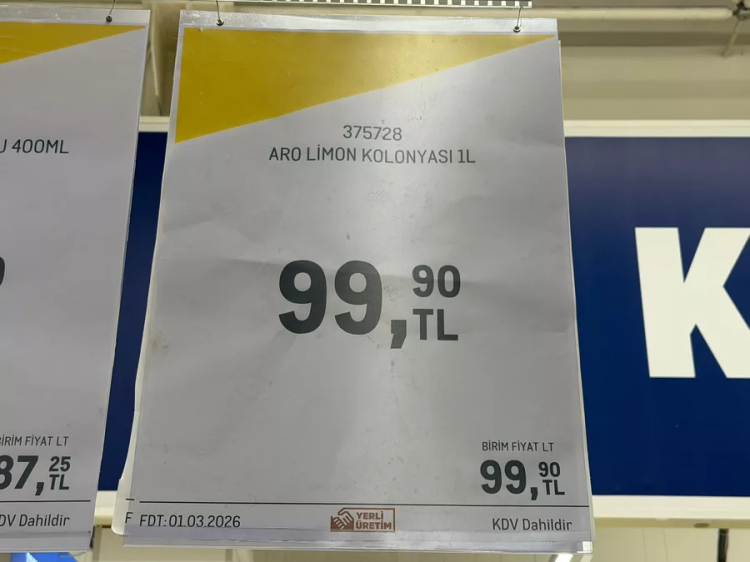 400ML
BİRİM FİYAT LT
25
TL
KDV Dahildir
375728
ARO LİMON KOLONYASI 1L
99,90
TL
BİRİM FİYAT LT
99,90
TL
F
FDT: 01.03.2026
YERLİ
ÜRETİM
KDV Dahildir
K